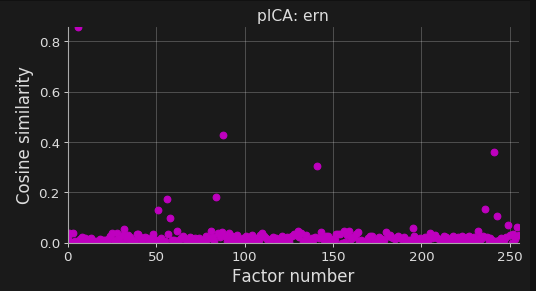 pICA: ern
Cosine similarity
0.8
0.6
0.4
0.2
0.0
0 50 100 150 200 250
Factor number